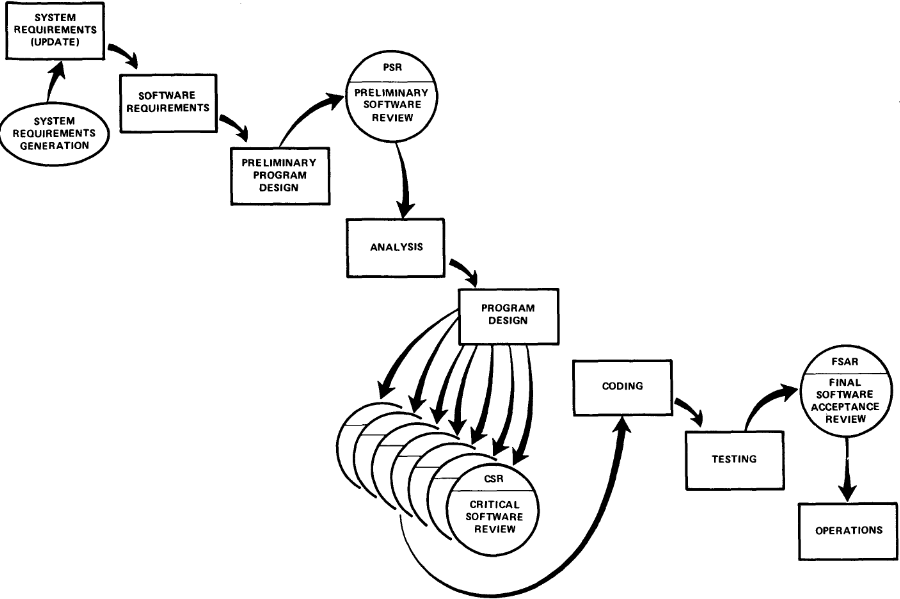 SYSTEM
REQUIREMENTS
(UPDATE)
SYSTEM
REQUIREMENTS
GENERATION
SOFTWARE
REQUIREMENTS
PRELIMINARY
PROGRAM
DESIGN
PSR
PRELIMINARY
SOFTWARE
REVIEW
ANALYSIS
PROGRAM
DESIGN
CSR
CRITICAL
SOFTWARE
REVIEW
CODING
TESTING
FSAR
FINAL
SOFTWARE
ACCEPTANCE
REVIEW
OPERATIONS